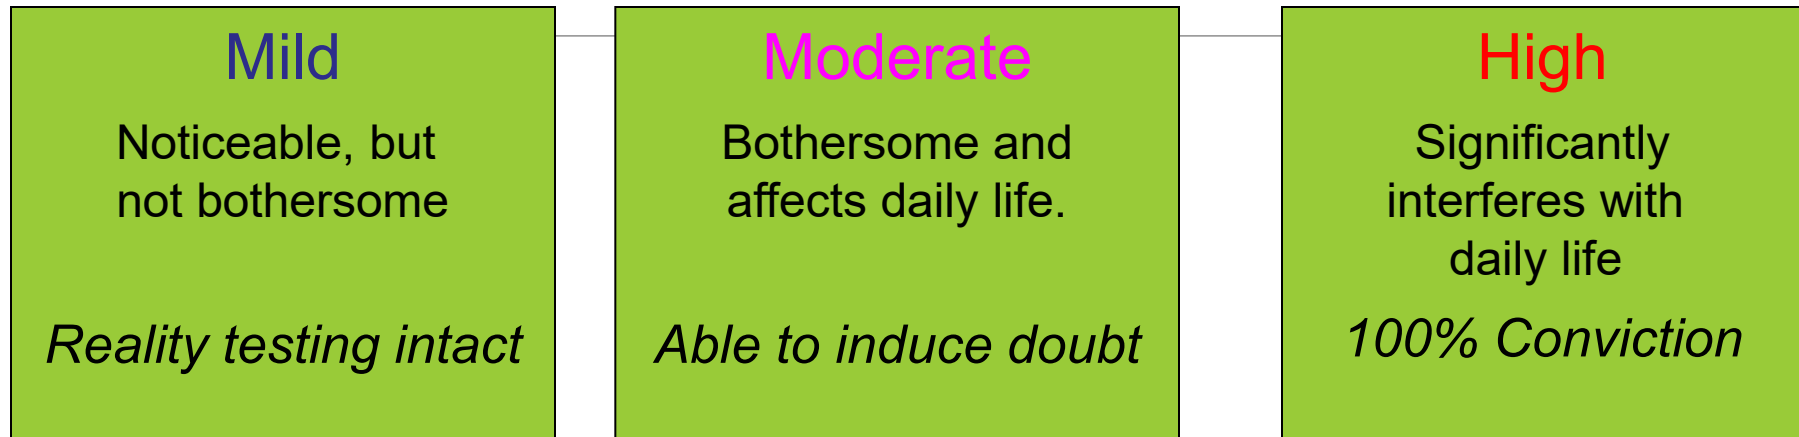 Mild
Noticeable, but
not bothersome
Reality testing intact
Moderate
Bothersome and
affects daily life.
Able to induce doubt
High
Significantly
interferes with
daily life
100% Conviction